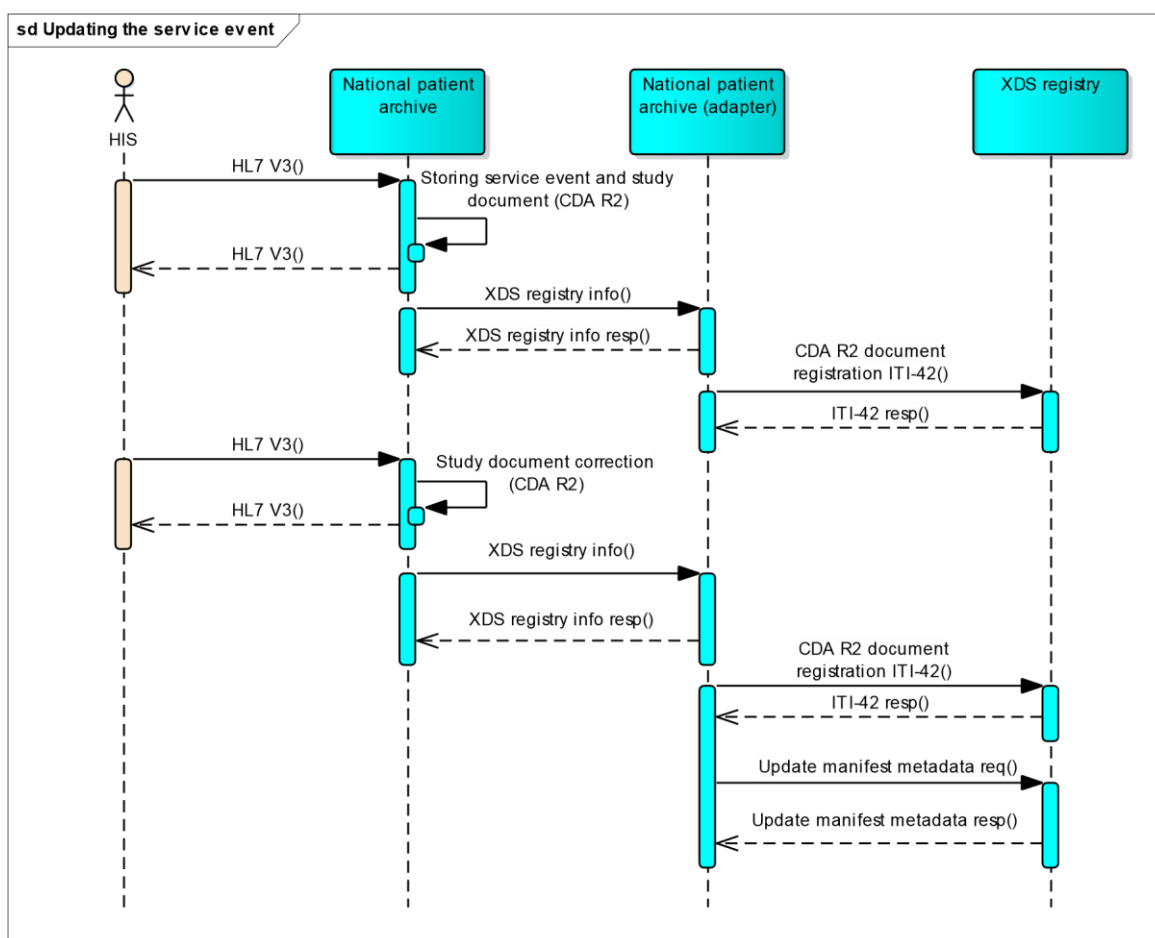 sd Updating the service event
National patient
archive
National patient
archive (adapter)
XDS registry
HIS
HL7 V3()
Storing service event and study
document (CDA R2)
HL7 V3()
XDS registry info()
XDS registry info resp()
CDA R2 document
registration ITI-42()
ITI-42 resp()
HL7 V3()
Study document correction
(CDA R2)
HL7 V3()
XDS registry info()
XDS registry info resp()
CDA R2 document
registration ITI-42()
ITI-42 resp()
Update manifest metadata req()
Update manifest metadata resp()